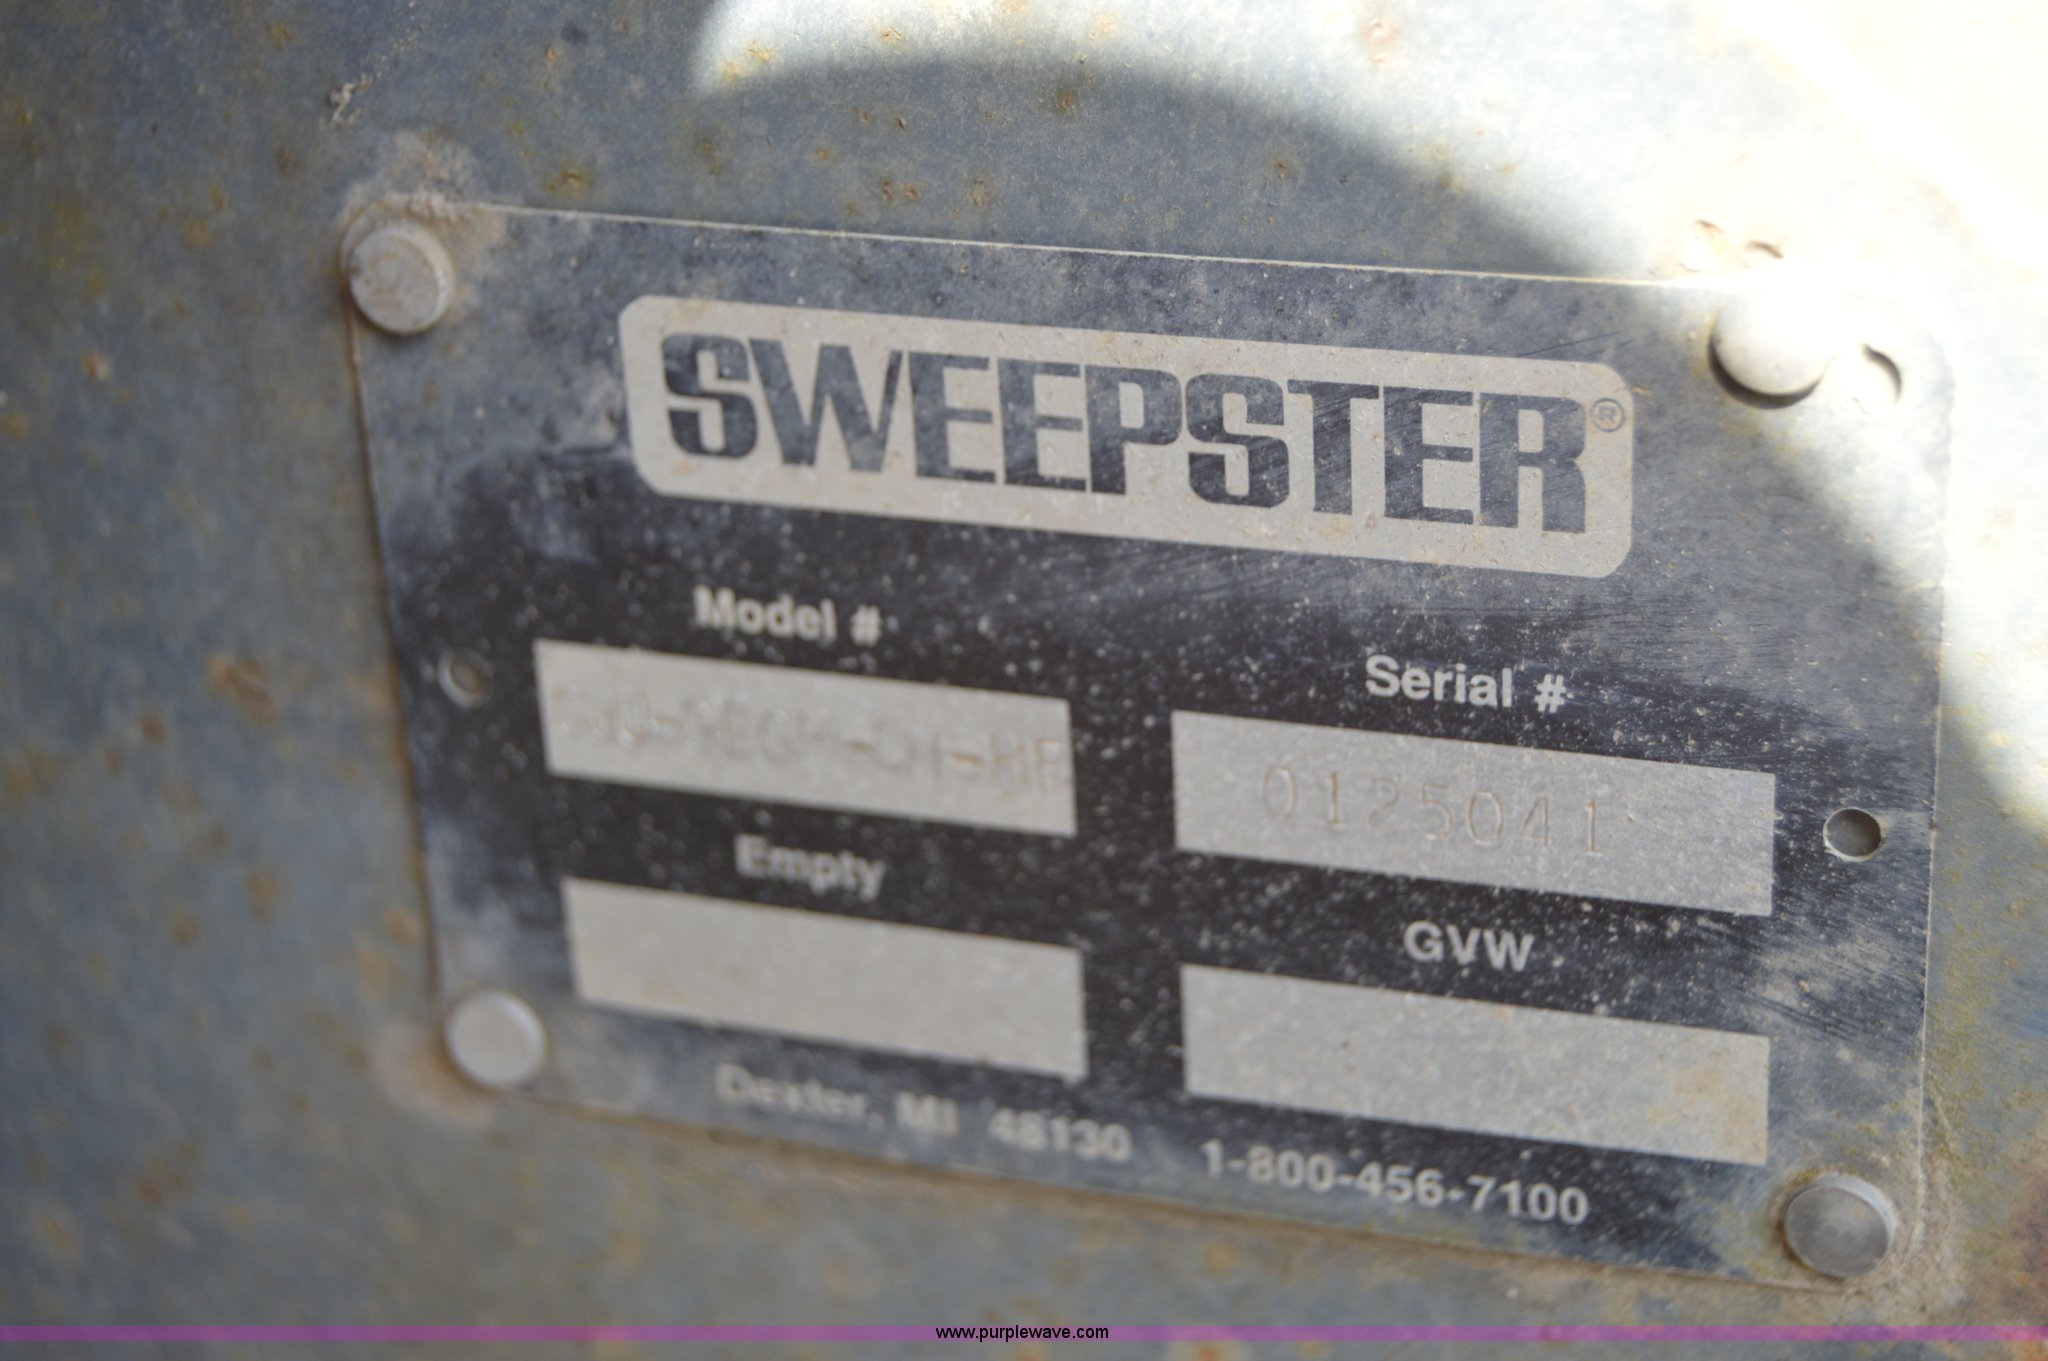 SWEEPSTER®
Model #
Serial #
0125041
Empty
GVW
Dexter, MI 48130 1-800-456-7100
www.purplewave.com